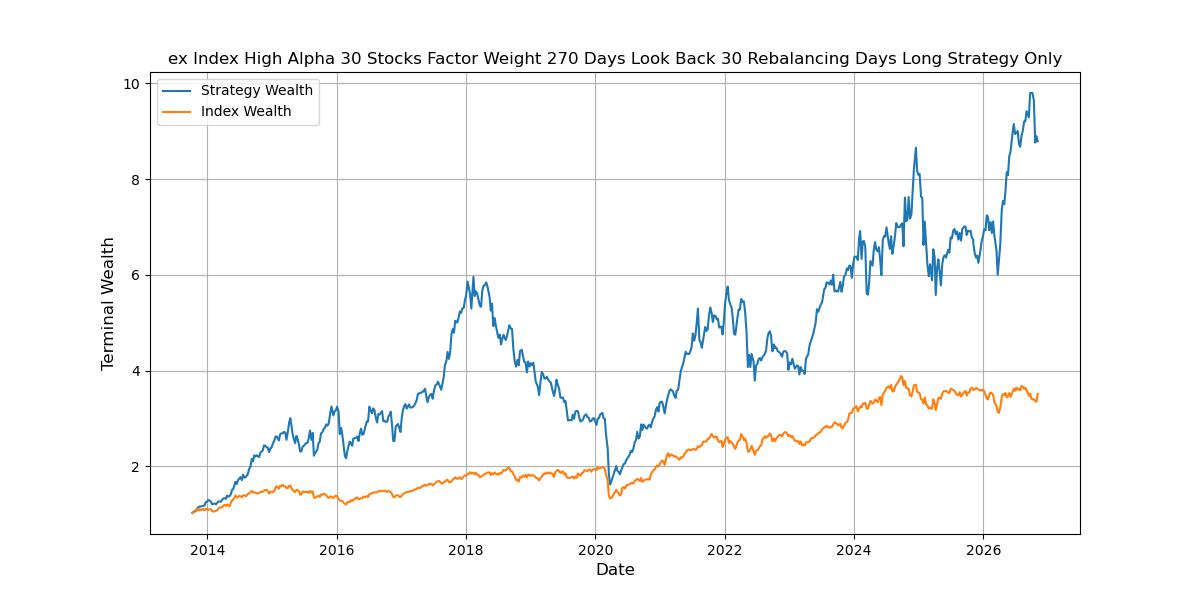 ex Index High Alpha 30 Stocks Factor Weight 270 Days Look Back 30 Rebalancing Days Long Strategy Only
Strategy Wealth
Index Wealth
Terminal Wealth
10
8
6
4
2
2014 2016 2018 2020 2022 2024 2026
Date